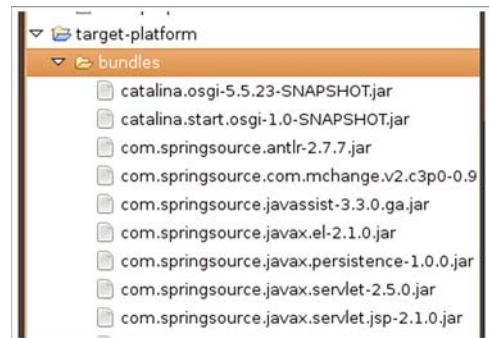 target-platform
bundles
catalina.osgi-5.5.23-SNAPSHOT.jar
catalina.start.osgi-1.0-SNAPSHOT.jar
com.springsource.antlr-2.7.7.jar
com.springsource.com.mchange.v2.c3p0-0.9
com.springsource.javassist-3.3.0.ga.jar
com.springsource.javax.el-2.1.0.jar
com.springsource.javax.persistence-1.0.0.jar
com.springsource.javax.servlet-2.5.0.jar
com.springsource.javax.servlet.jsp-2.1.0.jar